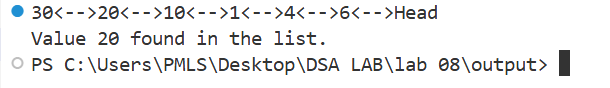 30<-->20<-->10<-->1<-->4<-->6<-->Head
Value 20 found in the list.
PS C:\Users\PMLS\Desktop\DSA LAB\lab 08\output>